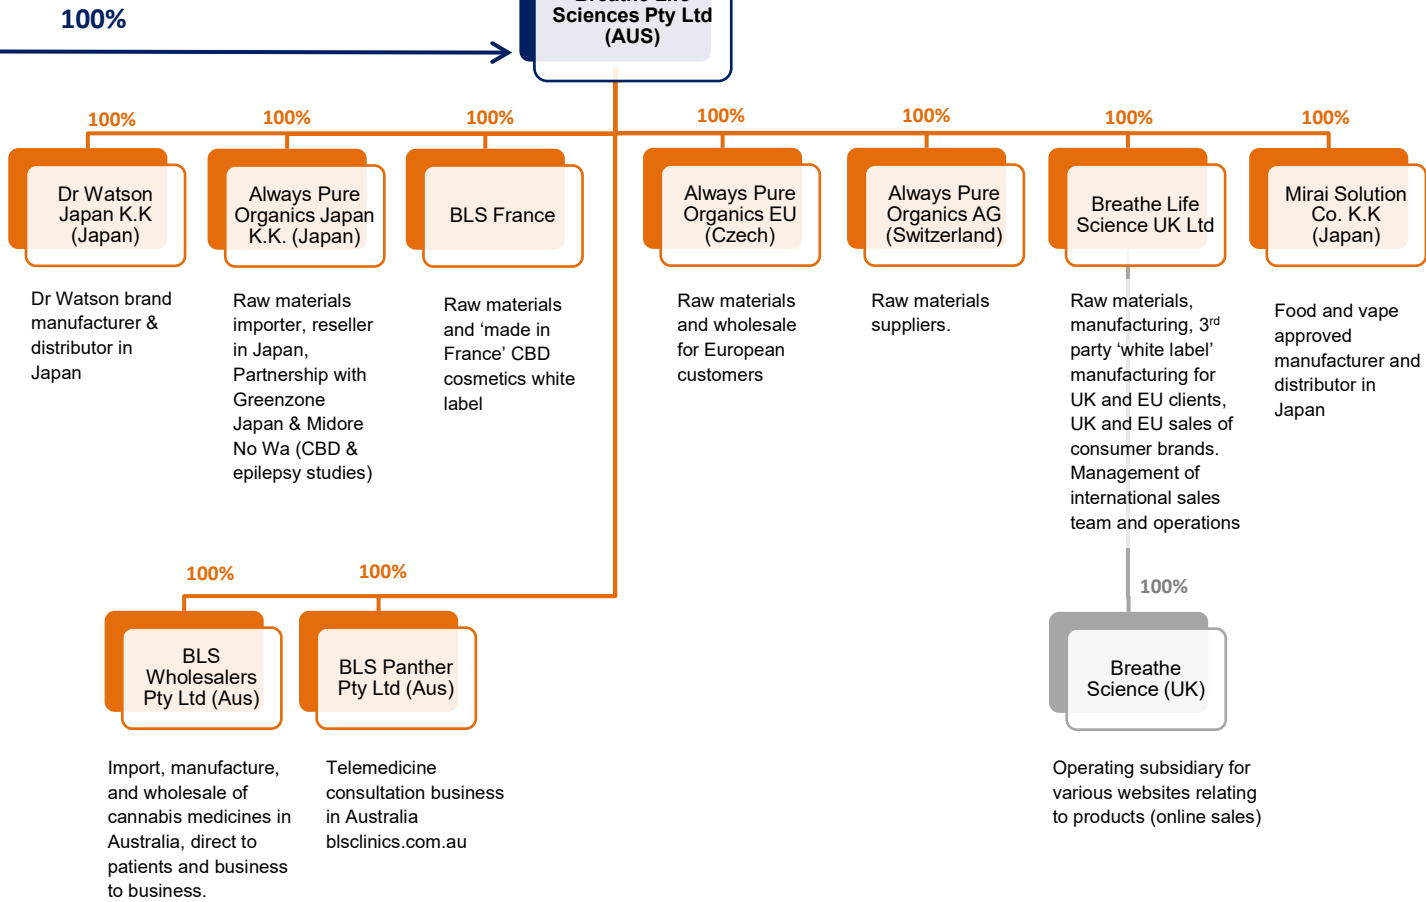 100%
Breathe Life
Sciences Pty Ltd
(AUS)
100%
100%
100%
100%
100%
100%
100%
Dr Watson
Japan K.K
(Japan)
Always Pure
Organics Japan
K.K. (Japan)
BLS France
Always Pure
Organics EU
(Czech)
Always Pure
Organics AG
(Switzerland)
Breathe Life
Science UK Ltd
Mirai Solution
Co. K.K
(Japan)
Dr Watson brand
manufacturer &
distributor in
Japan
Raw materials
importer, reseller
in Japan,
Partnership with
Greenzone
Japan & Midore
No Wa (CBD &
epilepsy studies)
Raw materials
and ‘made in
France’ CBD
cosmetics white
label
Raw materials
and wholesale
for European
customers
Raw materials
suppliers.
Raw materials,
manufacturing, 3rd
party ‘white label’
manufacturing for
UK and EU clients,
UK and EU sales of
consumer brands.
Management of
international sales
team and operations
Food and vape
approved
manufacturer and
distributor in
Japan
100%
100%
100%
BLS
Wholesalers
Pty Ltd (Aus)
BLS Panther
Pty Ltd (Aus)
Breathe
Science (UK)
Import, manufacture,
and wholesale of
cannabis medicines in
Australia, direct to
patients and business
to business.
Telemedicine
consultation business
in Australia
blsclinics.com.au
Operating subsidiary for
various websites relating
to products (online sales)